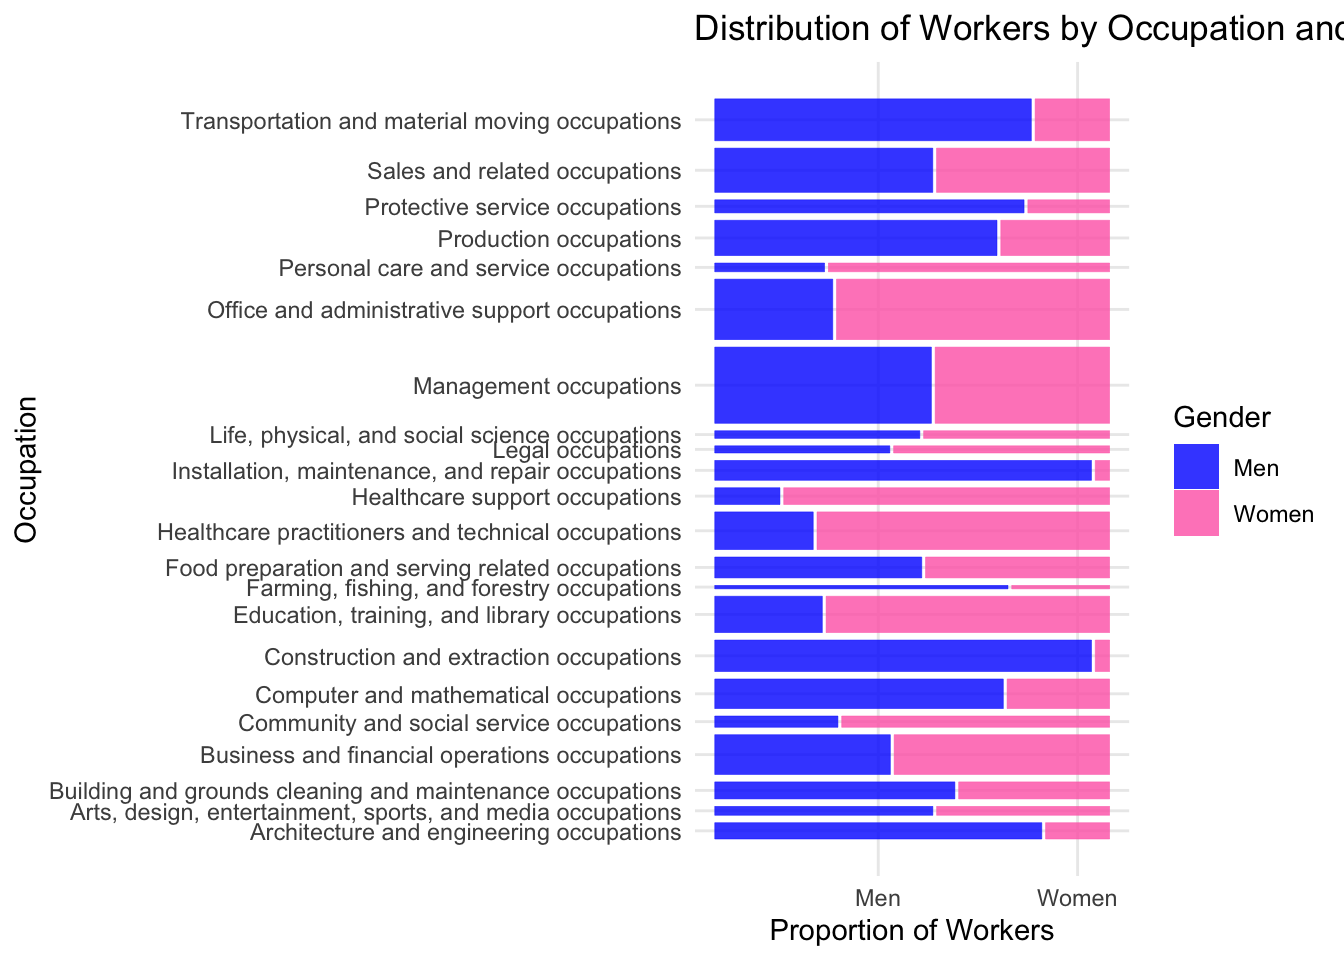 Distribution of Workers by Occupation and
Transportation and material moving occupations
Sales and related occupations
Protective service occupations
Production occupations
Personal care and service occupations
Office and administrative support occupations
Management occupations
Life, physical, and social science occupations
Legal occupations
Installation, maintenance, and repair occupations
Healthcare support occupations
Healthcare practitioners and technical occupations
Food preparation and serving related occupations
Farming, fishing, and forestry occupations
Education, training, and library occupations
Construction and extraction occupations
Computer and mathematical occupations
Community and social service occupations
Business and financial operations occupations
Building and grounds cleaning and maintenance occupations
Arts, design, entertainment, sports, and media occupations
Architecture and engineering occupations
Occupation
Men
Women
Proportion of Workers
Gender
Men
Women